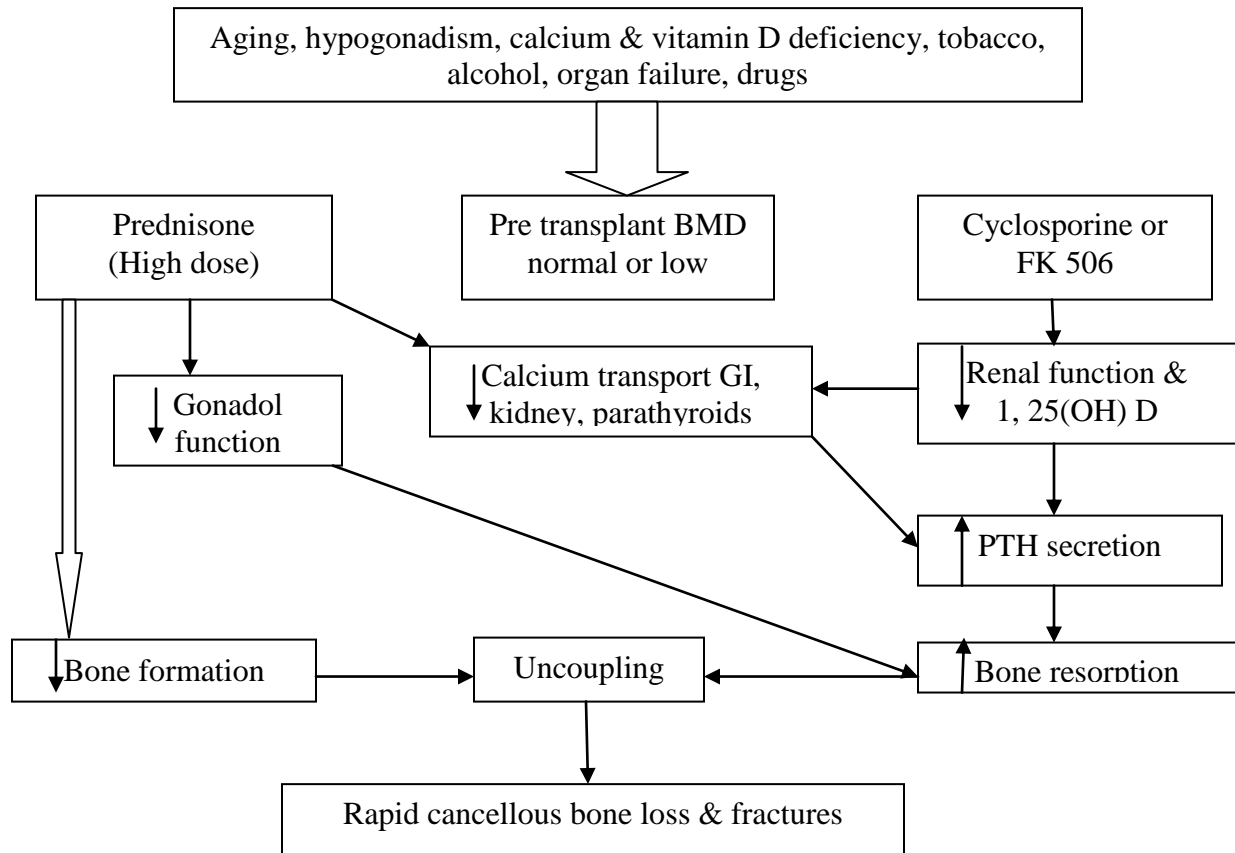 Aging, hypogonadism, calcium & vitamin D deficiency, tobacco,
alcohol, organ failure, drugs
Prednisone
(High dose)
Pre transplant BMD
normal or low
Cyclosporine or
FK 506
Gonadol
function
Calcium transport GI,
kidney, parathyroids
Renal function &
1, 25(OH) D
PTH secretion
Bone formation
Uncoupling
Bone resorption
Rapid cancellous bone loss & fractures